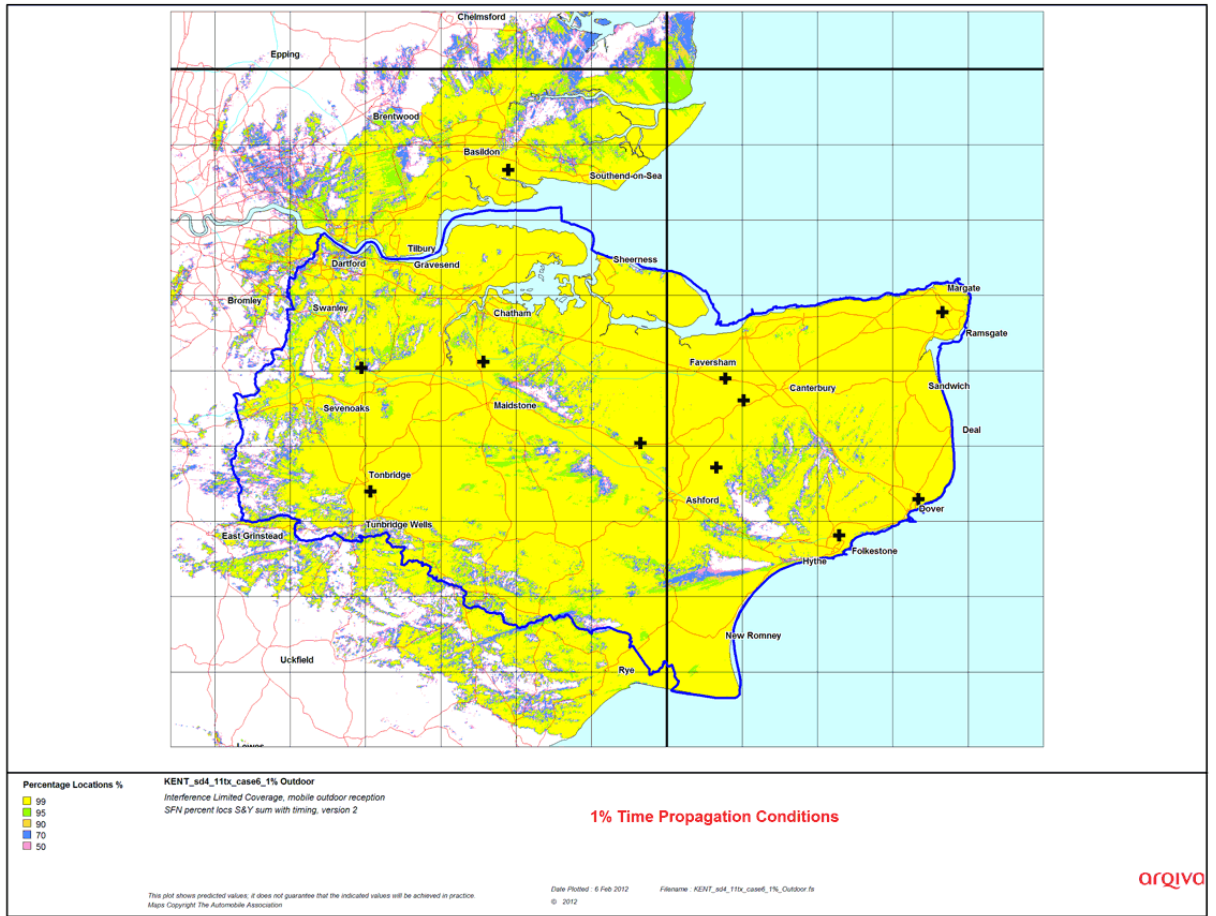 Chelmsford
Epping
Brentwood
Basildon
Southend-on-Sea
Tilbury
Dartford
Gravesend
Sheerness
Bromley
Swanley
Chatham
Margate
Ramsgate
Faversham
Canterbury
Sandwich
Sevenoaks
Maidstone
Deal
Tonbridge
Ashford
Dover
Tunbridge Wells
East Grinstead
Folkestone
Hythe
New Romney
Uckfield
Rye
Lewes
Percentage Locations %
99
95
90
70
50
KENT_sd4_11tx_case6_1% Outdoor
Interference Limited Coverage, mobile outdoor reception
SFN percent locs S&Y sum with timing, version 2
1% Time Propagation Conditions
This plot shows predicted values; it does not guarantee that the indicated values will be achieved in practice.
Maps Copyright The Automobile Association
Date Plotted : 6 Feb 2012
Filename : KENT_sd4_11tx_case6_1%_Outdoor.fs
© 2012
arqiva